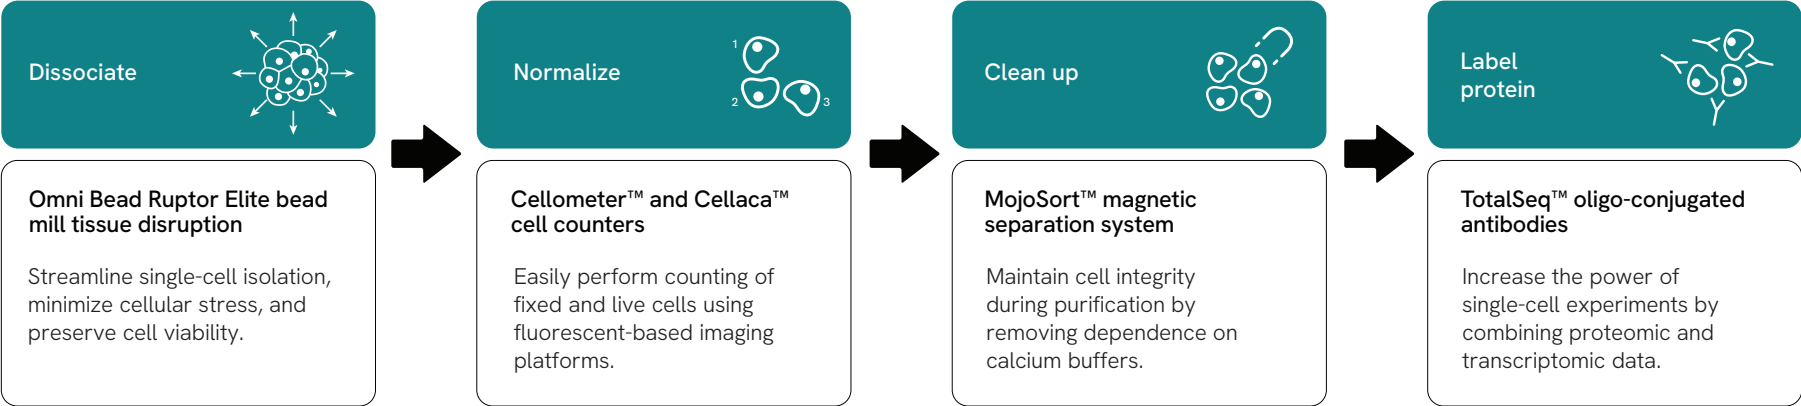 Dissociate
Omni Bead Ruptor Elite bead
mill tissue disruption
Streamline single-cell isolation,
minimize cellular stress, and
preserve cell viability.
Normalize
1
2
3
Cellometer™ and Cellaca™
cell counters
Easily perform counting of
fixed and live cells using
fluorescent-based imaging
platforms.
Clean up
MojoSort™ magnetic
separation system
Maintain cell integrity
during purification by
removing dependence on
calcium buffers.
Label
protein
TotalSeq™ oligo-conjugated
antibodies
Increase the power of
single-cell experiments by
combining proteomic and
transcriptomic data.